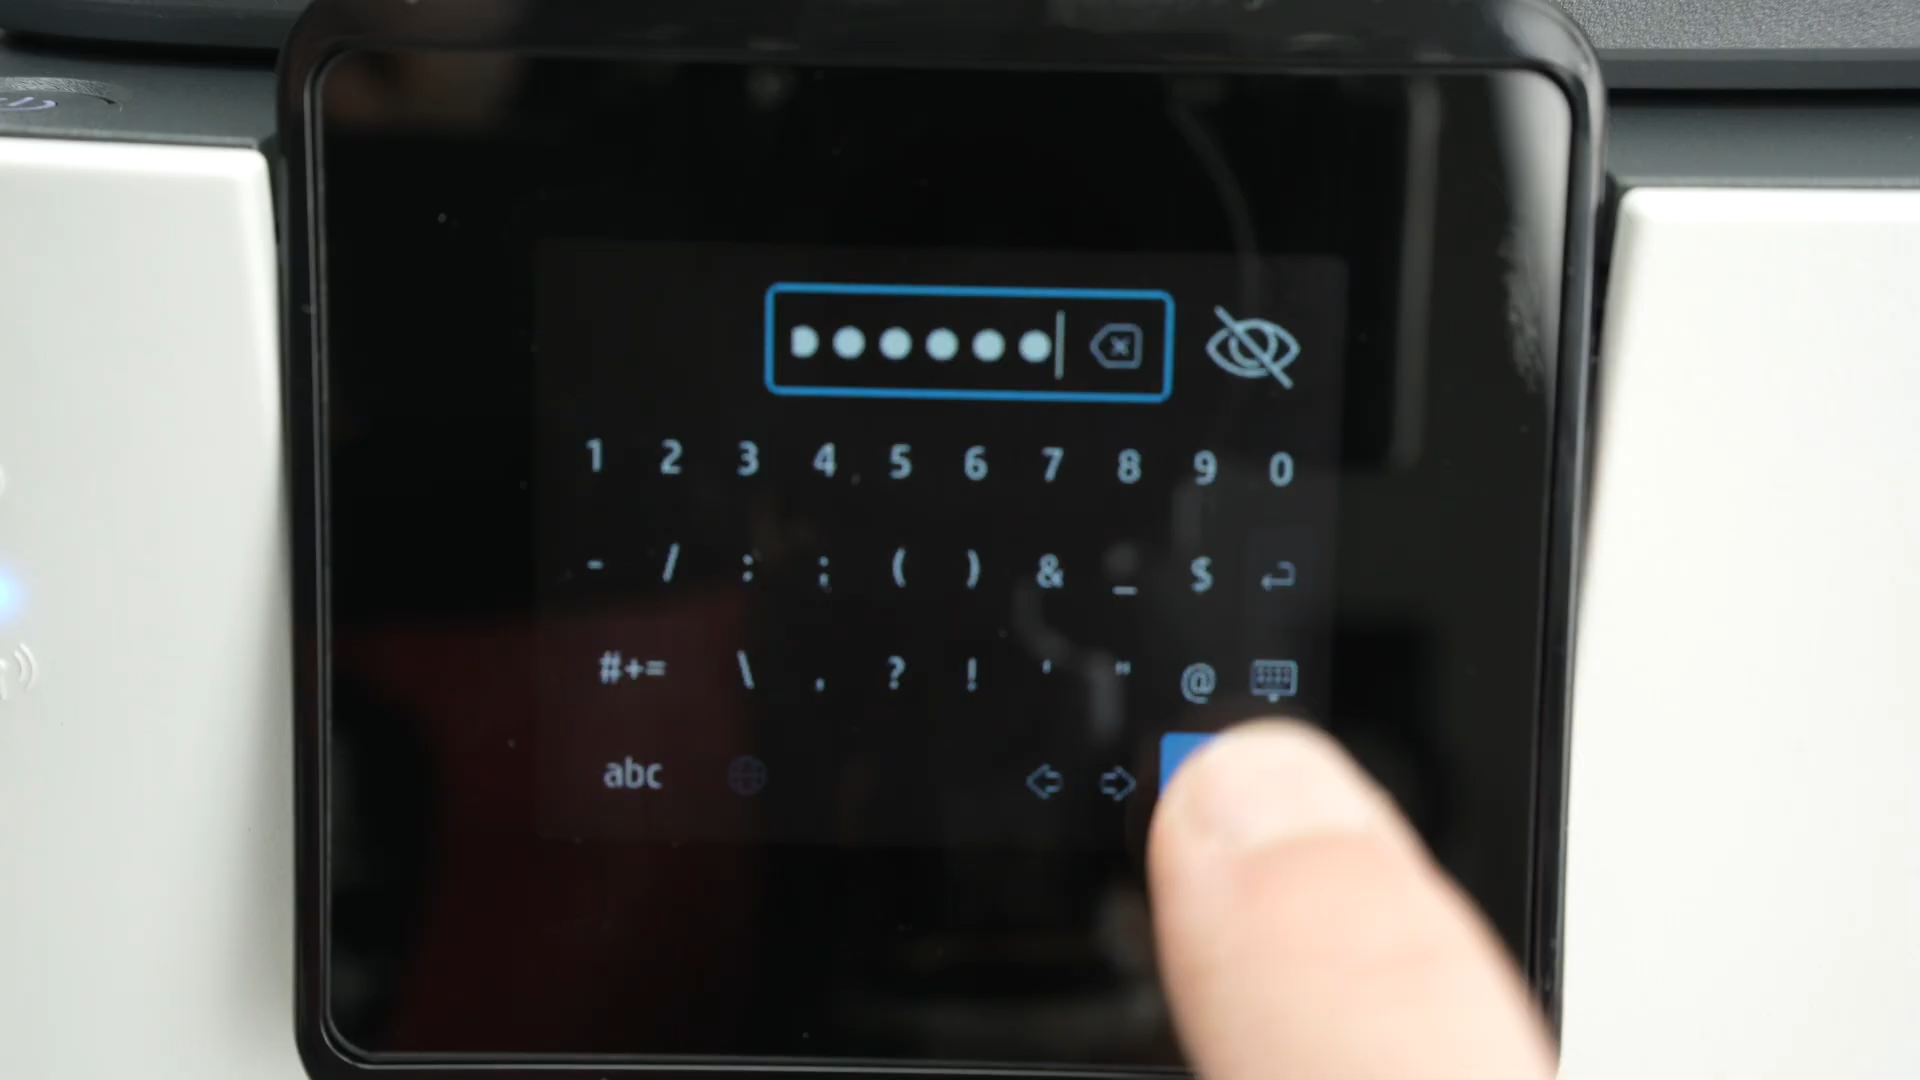 ●●●●●●
1 2 3 4 5 6 7 8 9 0
- / : ; ( ) & _ $
#+= \ , ? ! ' " @
abc